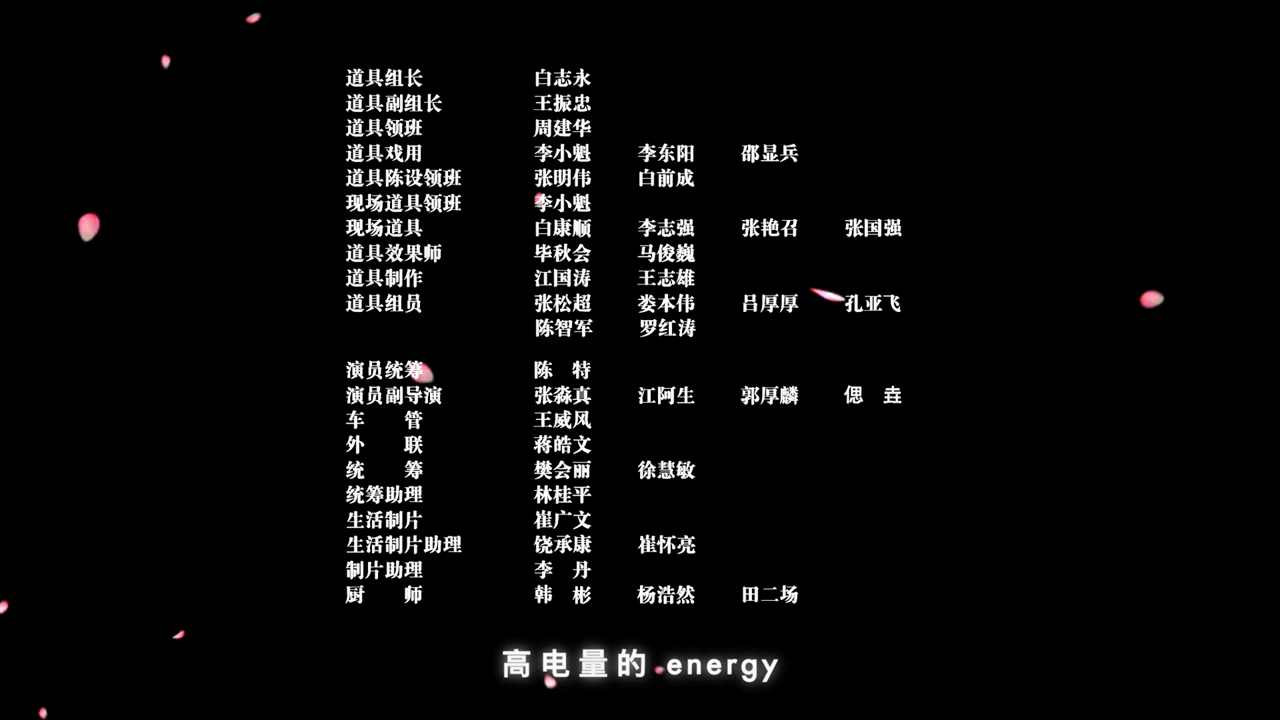 道具组长 白志永
道具副组长 王振忠
道具领班 周建华
道具戏用 李小魁 李东阳 邵显兵
道具陈设领班 张明伟 白前成
现场道具领班 李小魁
现场道具 白康顺 李志强 张艳召 张国强
道具效果师 毕秋会 马俊巍
道具制作 江国涛 王志雄
道具组员 张松超 娄本伟 吕厚厚 孔亚飞
陈智军 罗红涛
演员统筹 陈 特
演员副导演 张淼真 江阿生 郭厚麟 偲 垚
车 管 王威风
外 联 蒋皓文
统 筹 樊会丽 徐慧敏
统筹助理 林桂平
生活制片 崔广文
生活制片助理 饶承康 崔怀亮
制片助理 李 丹
厨 师 韩 彬 杨浩然 田二场
高电量的 energy